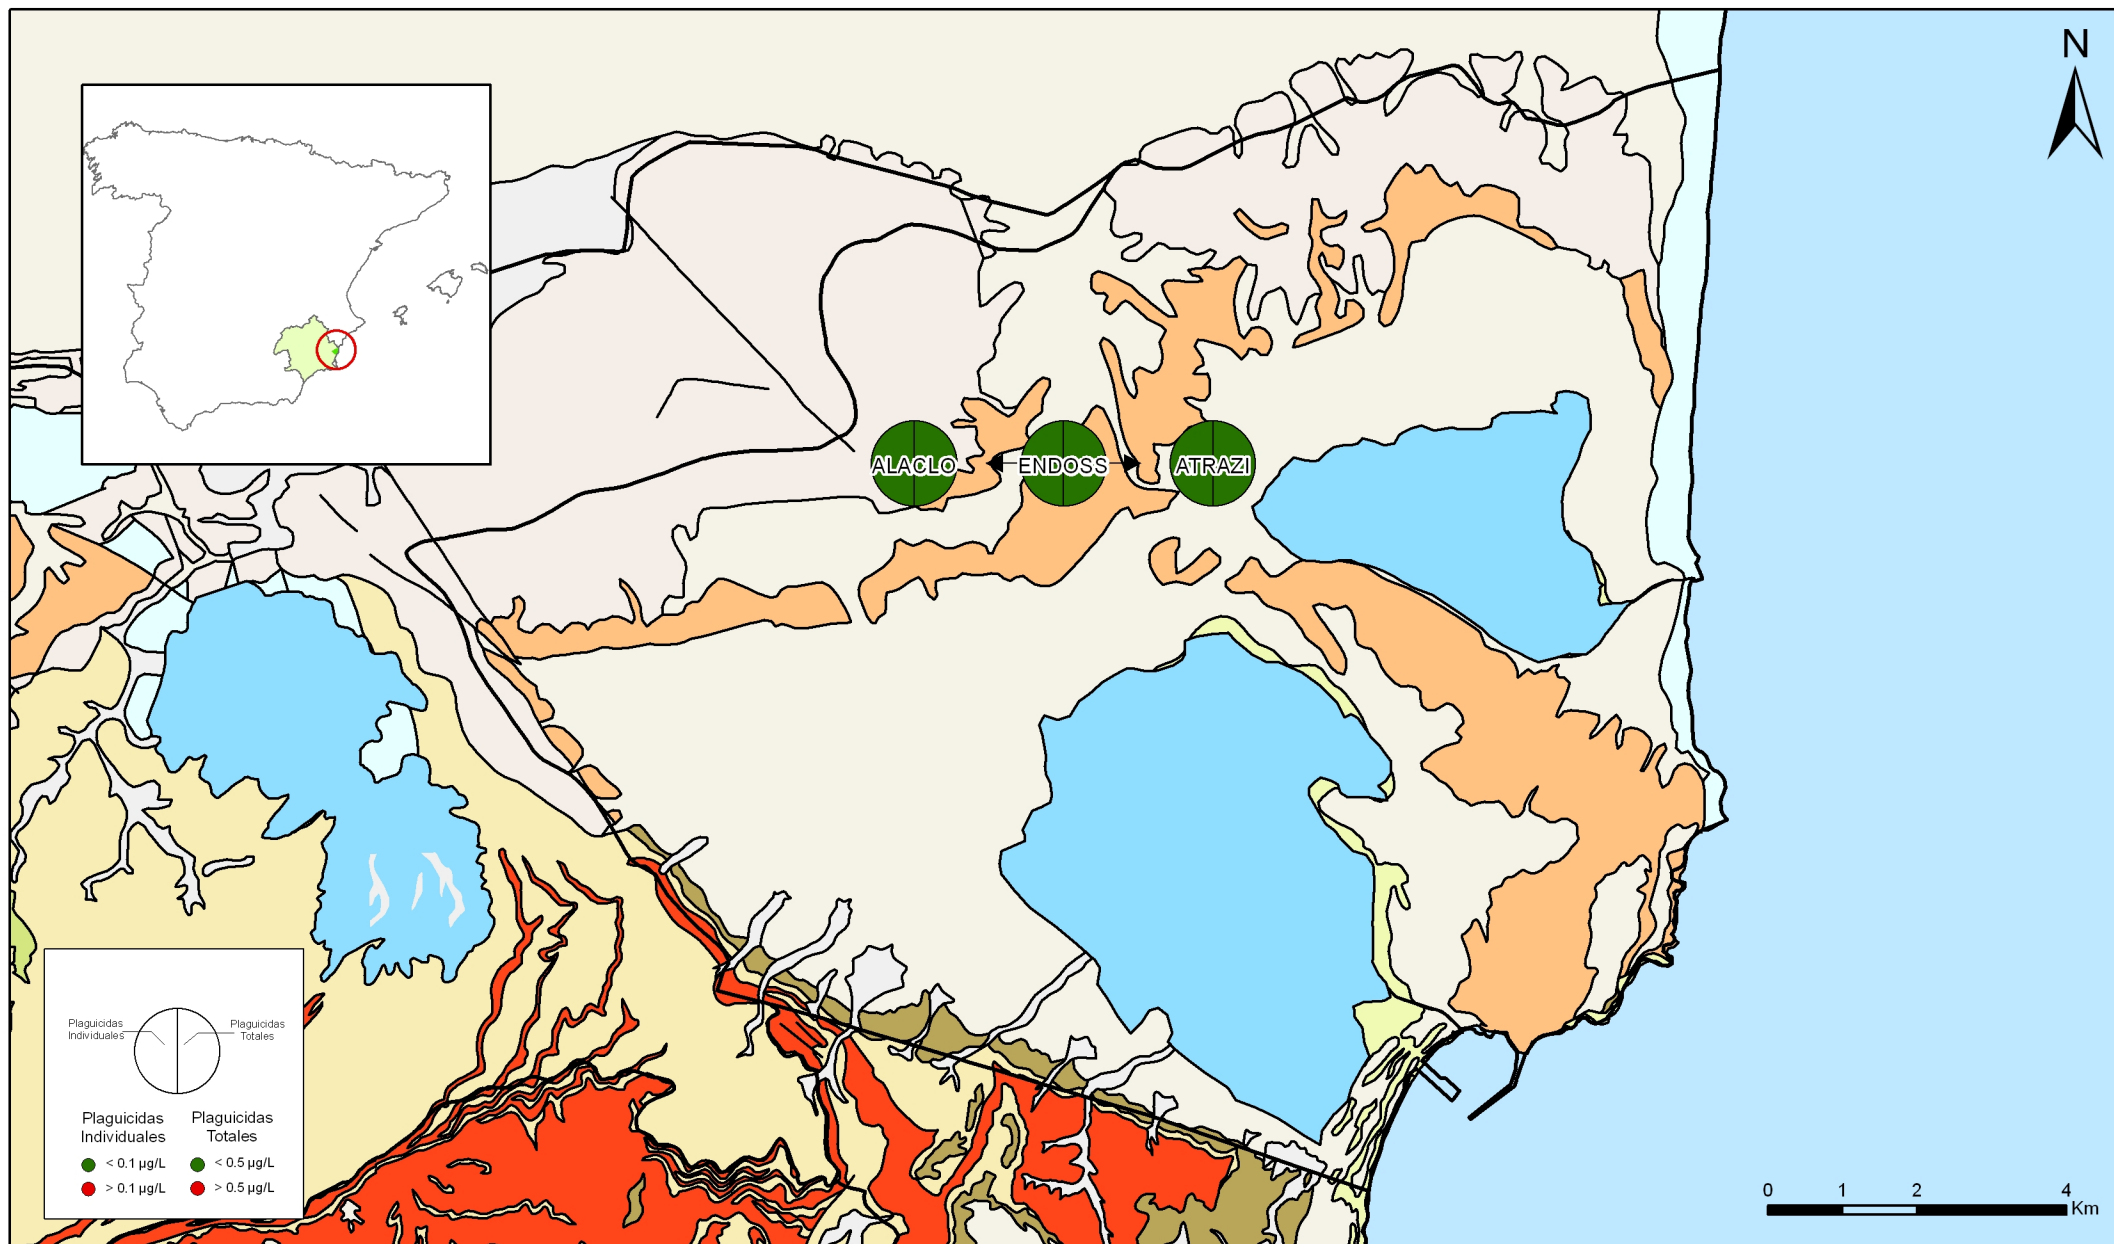 N
ALACLO
ENDOSS
ATRAZI
Plaguicidas
Individuales
Plaguicidas
Totales
Plaguicidas
Individuales
Plaguicidas
Totales
< 0.1 µg/L
< 0.5 µg/L
> 0.1 µg/L
> 0.5 µg/L
0 1 2 4
Km